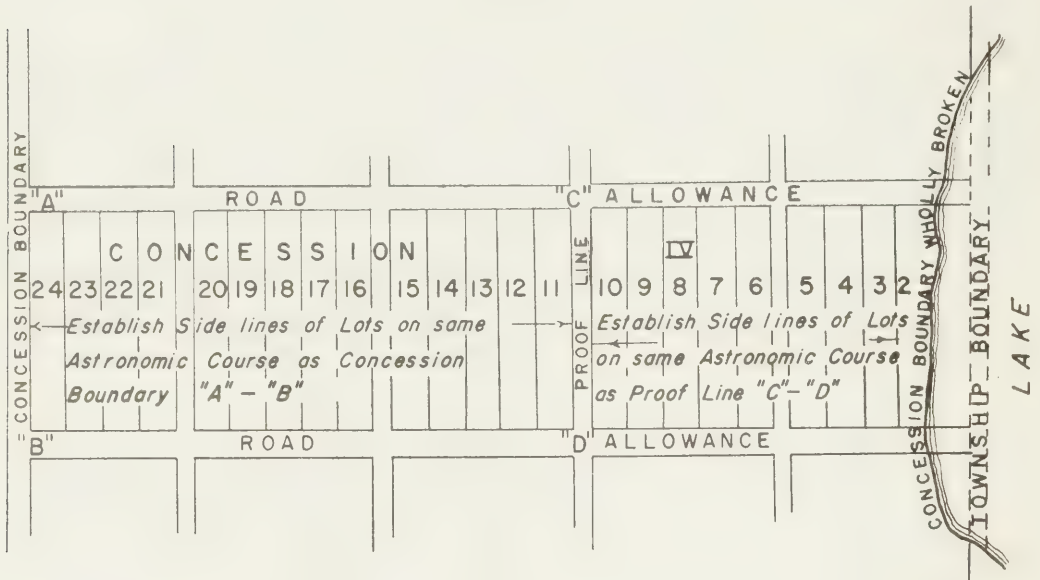 CONCESSION BOUNDARY
"A" ROAD "C" ALLOWANCE
CONCESSION IV
24 23 22 21 20 19 18 17 16 15 14 13 12 11 10 9 8 7 6 5 4 3 2
Establish Side lines of Lots on same
Astronomic Course as Concession
Boundary "A" – "B"
PROOF LINE
Establish Side lines of Lots
on same Astronomic Course
as Proof Line "C"–"D"
"B" ROAD "D" ALLOWANCE
CONCESSION BOUNDARY WHOLLY BROKEN
TOWNSHIP BOUNDARY
LAKE